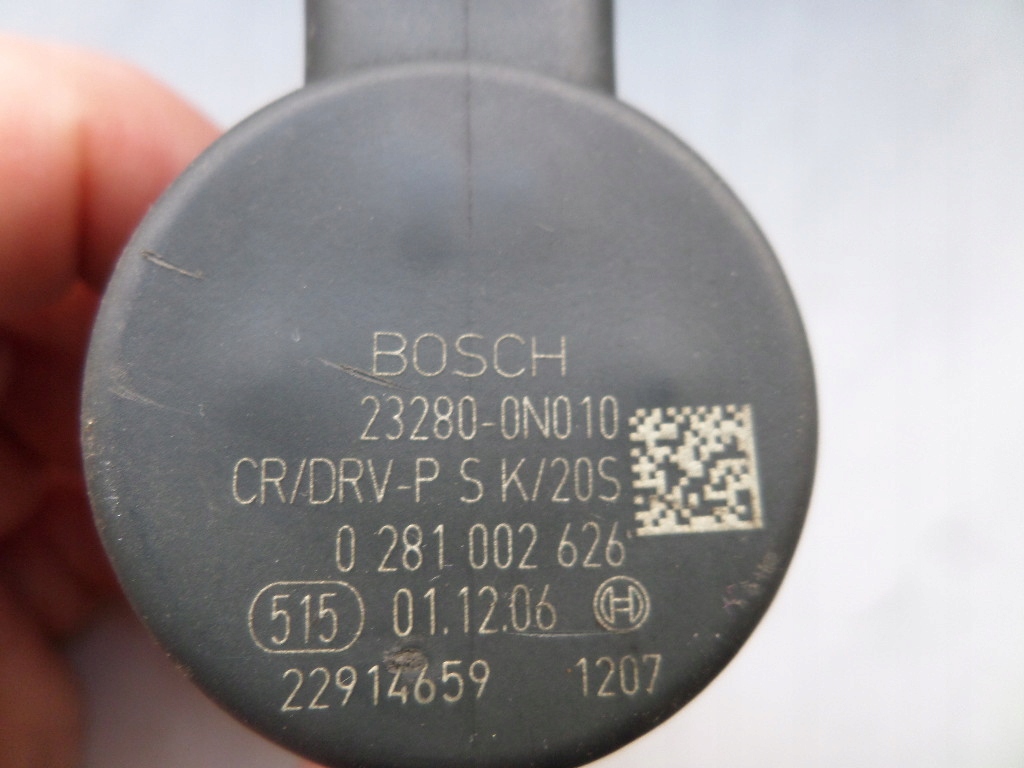 BOSCH
23280-0N010
CR/DRV-P S K/20S
0 281 002 626
515 01.12.06 H
22914659 1207